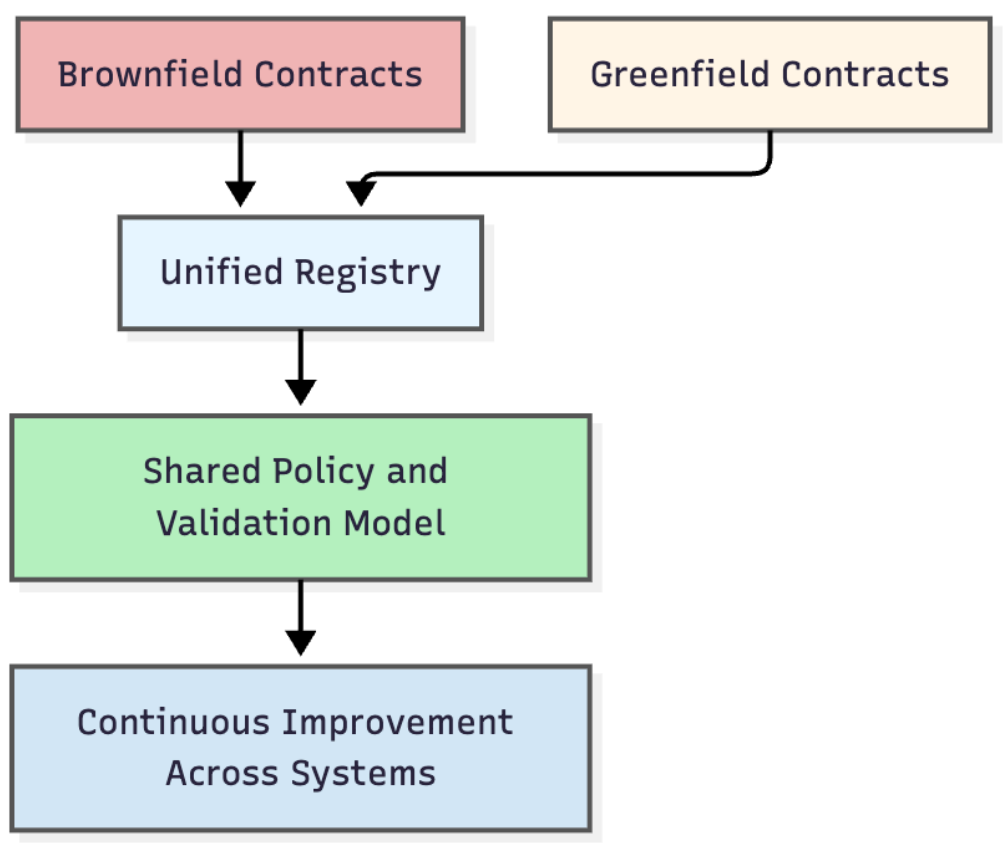 Brownfield Contracts
Greenfield Contracts
Unified Registry
Shared Policy and
Validation Model
Continuous Improvement
Across Systems